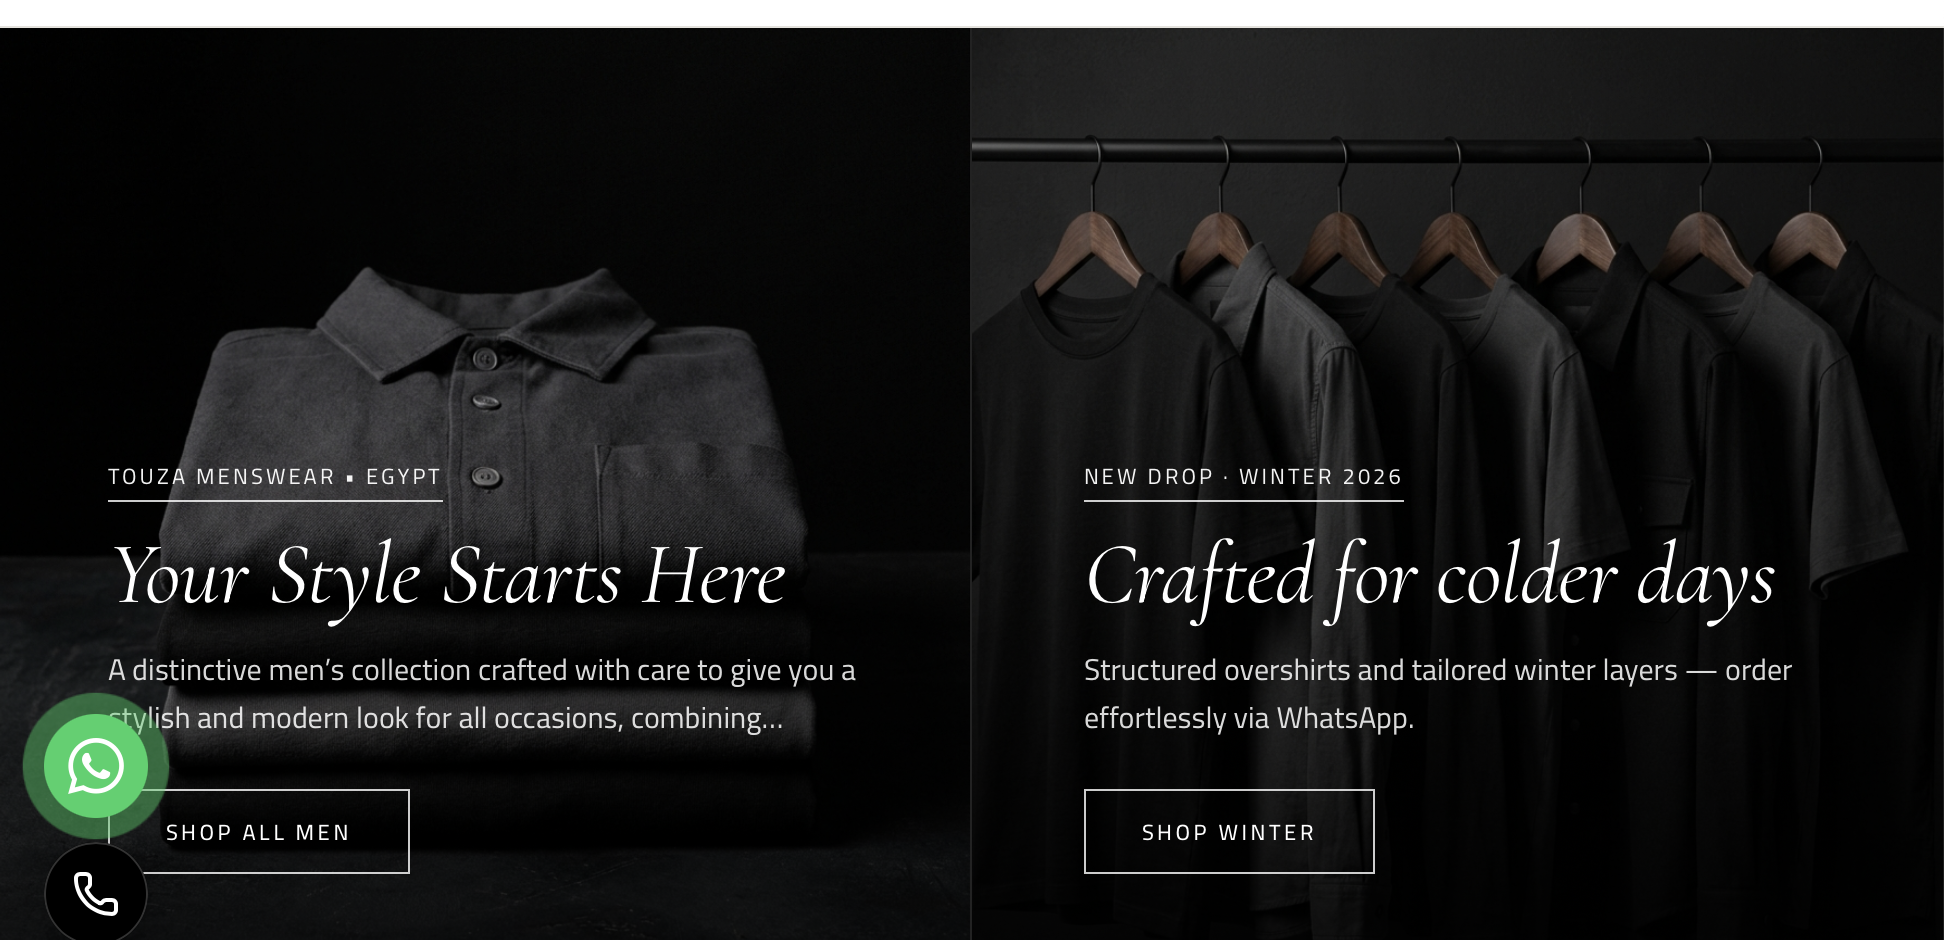 TOUZA MENSWEAR ▪ EGYPT
Your Style Starts Here
A distinctive men’s collection crafted with care to give you a
stylish and modern look for all occasions, combining…
SHOP ALL MEN
NEW DROP · WINTER 2026
Crafted for colder days
Structured overshirts and tailored winter layers — order
effortlessly via WhatsApp.
SHOP WINTER